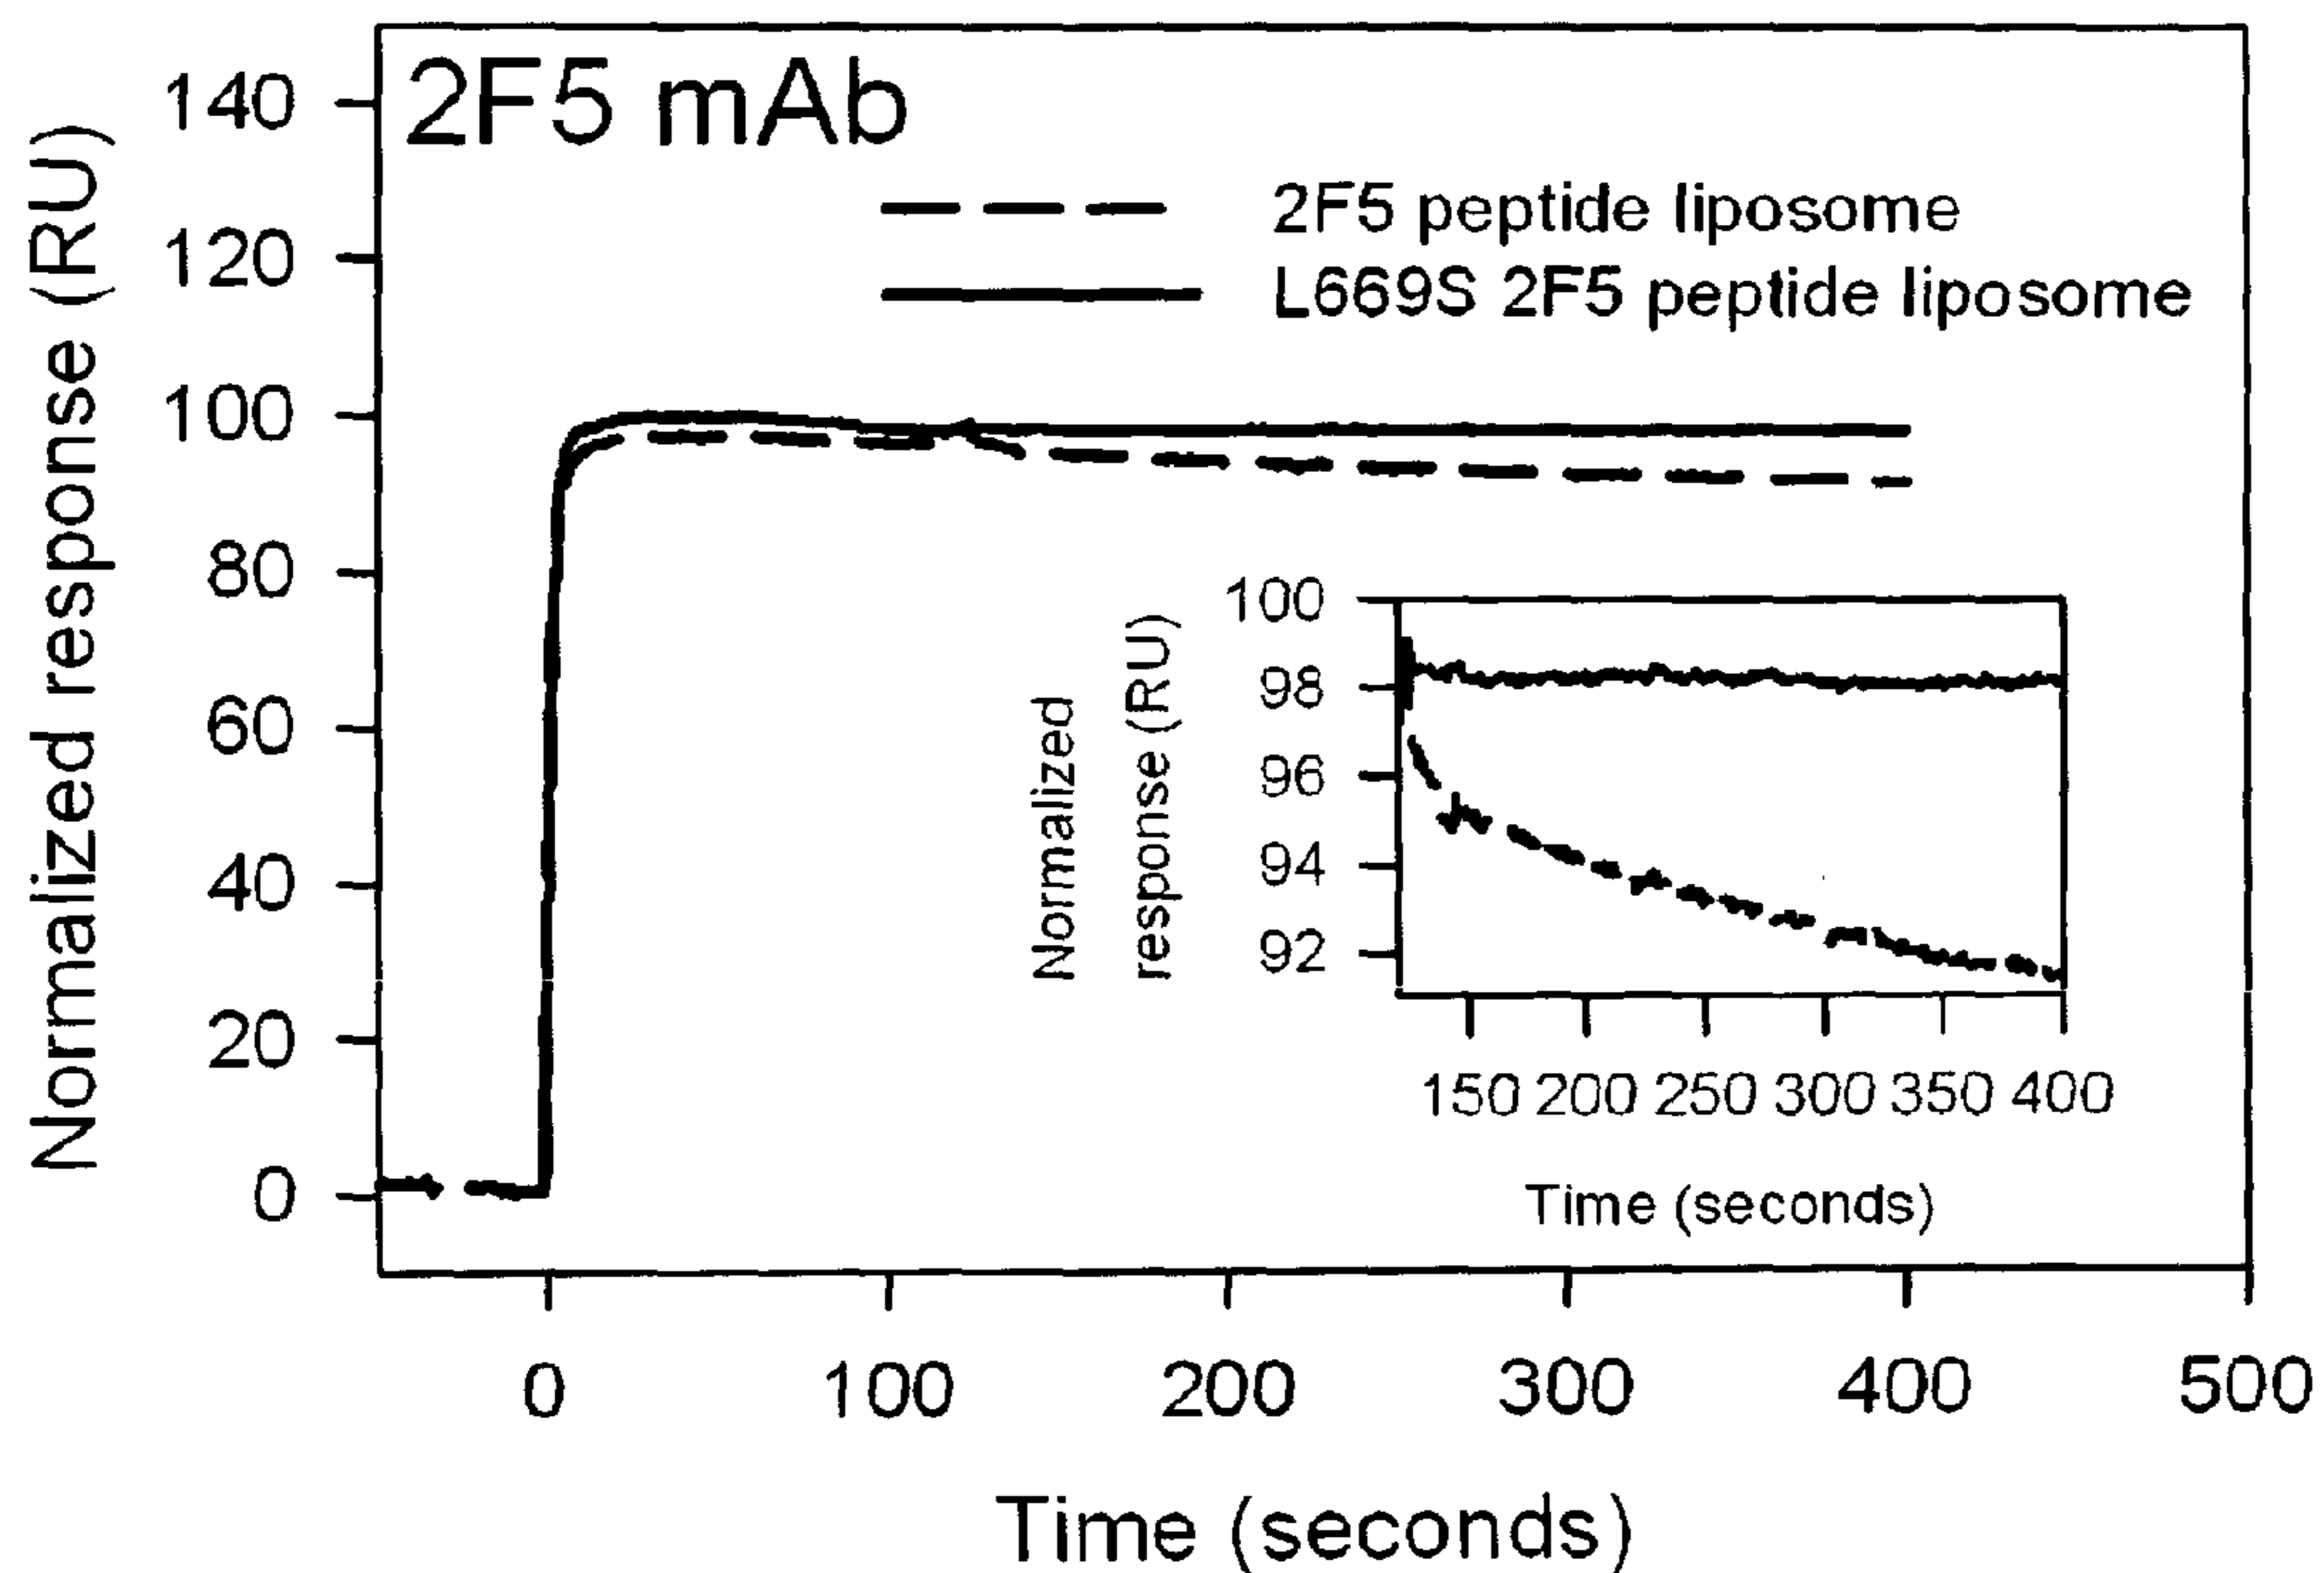 2F5 mAb
2F5 peptide liposome
L669S 2F5 peptide liposome
Normalized response (RU)
140
120
100
80
60
40
20
0
Normalized
response (RU)
100
98
96
94
92
150 200 250 300 350 400
Time (seconds)
0 100 200 300 400 500
Time (seconds)